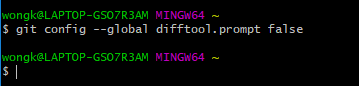 wongk@LAPTOP-GSO7R3AM MINGW64 ~
$ git config --global difftool.prompt false
wongk@LAPTOP-GSO7R3AM MINGW64 ~
$